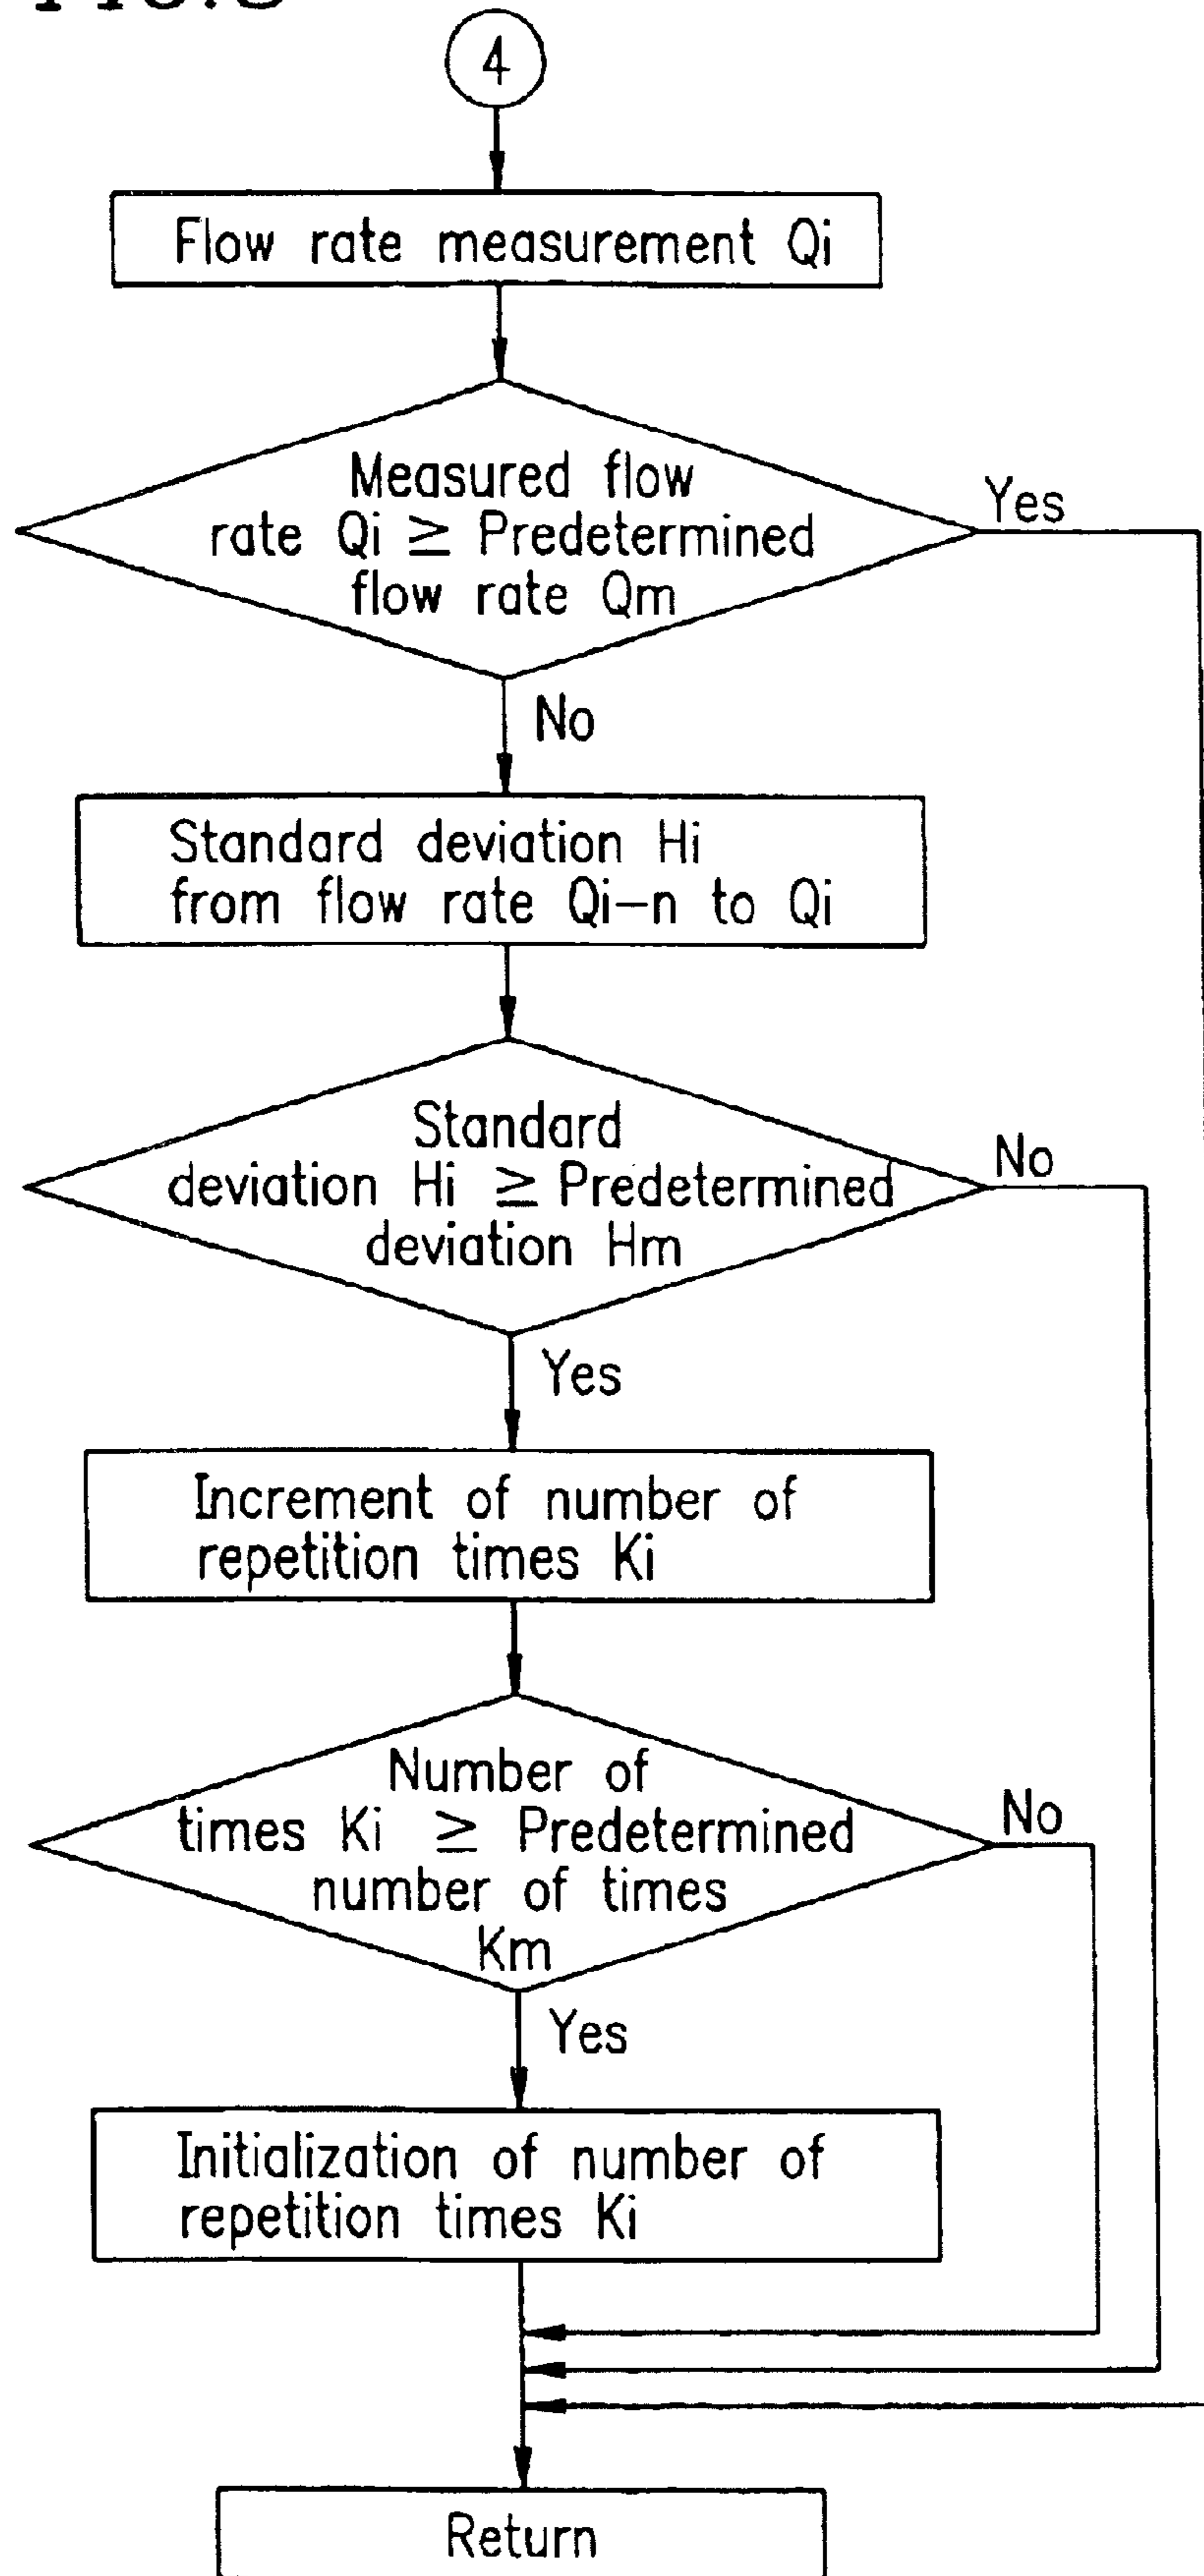 4
Flow rate measurement Qi
Measured flow
rate Qi ≥ Predetermined
flow rate Qm
Yes
No
Standard deviation Hi
from flow rate Qi-n to Qi
Standard
deviation Hi ≥ Predetermined
deviation Hm
No
Yes
Increment of number of
repetition times Ki
Number of
times Ki ≥ Predetermined
number of times
Km
No
Yes
Initialization of number of
repetition times Ki
Return